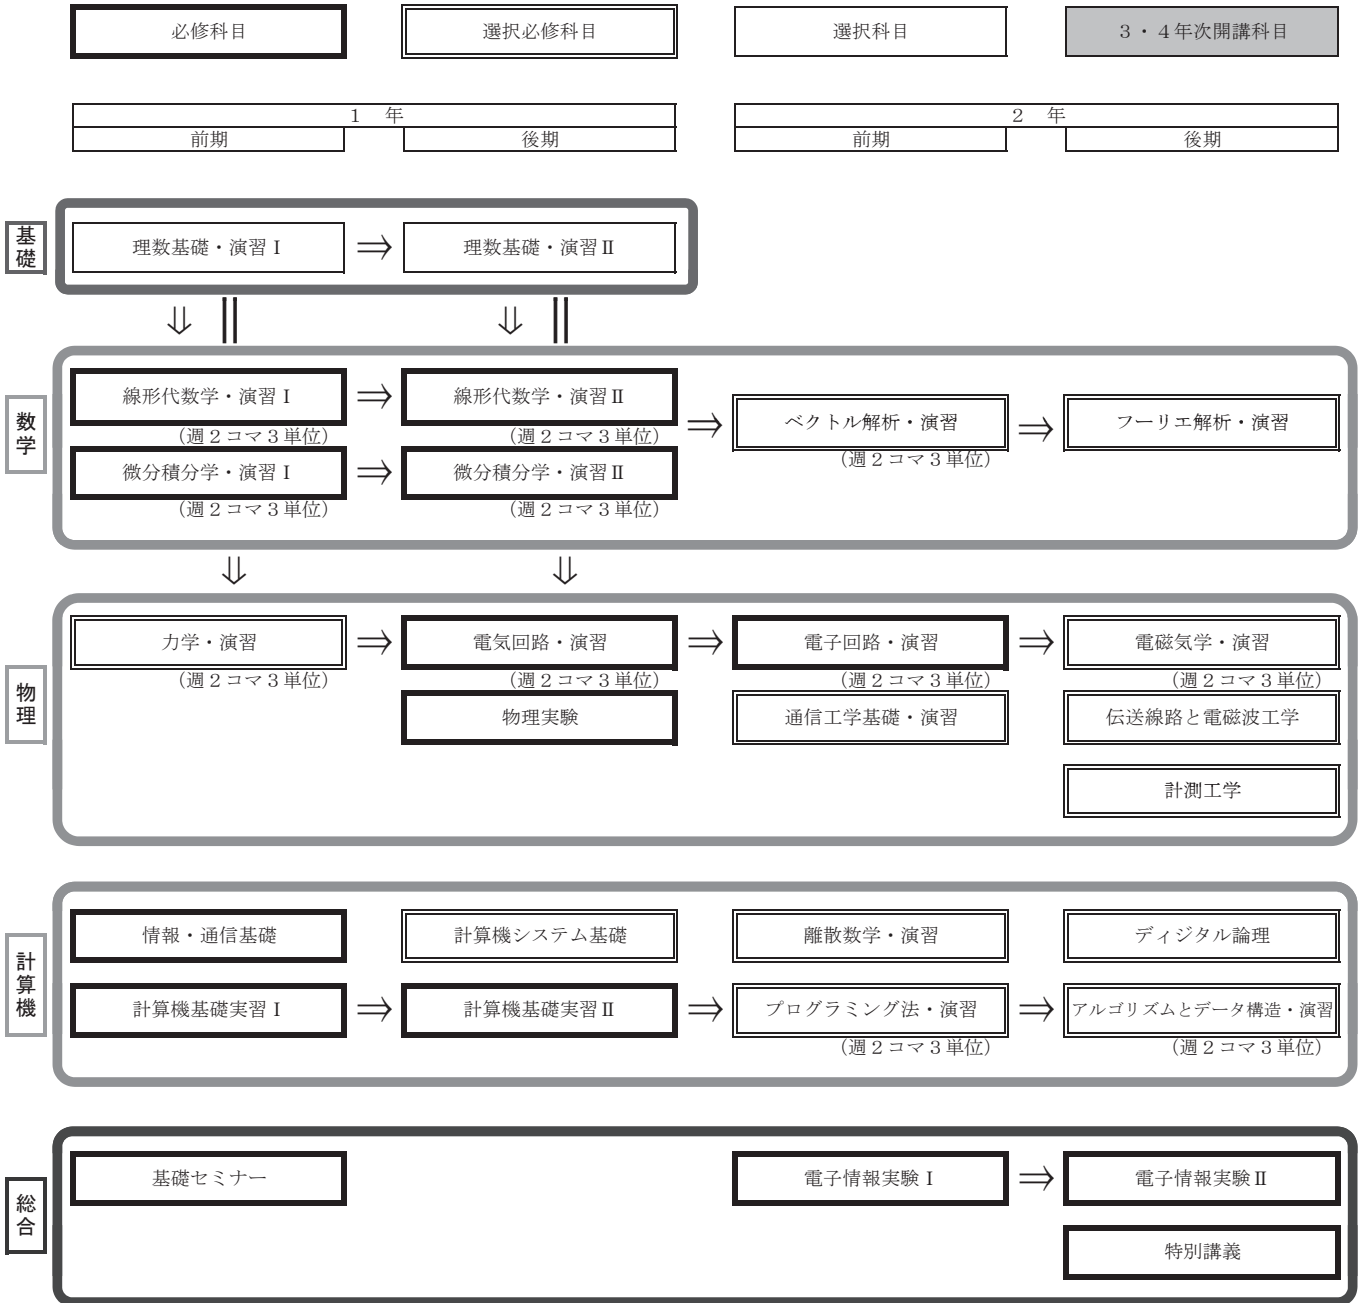 必修科目
選択必修科目
選択科目
３・４年次開講科目
１　年
前期
後期
２　年
前期
後期
基礎
理数基礎・演習Ⅰ
⇒
理数基礎・演習Ⅱ
⇓
⇓
数学
線形代数学・演習Ⅰ
⇒
線形代数学・演習Ⅱ
（週２コマ３単位）
（週２コマ３単位）
微分積分学・演習Ⅰ
⇒
微分積分学・演習Ⅱ
（週２コマ３単位）
（週２コマ３単位）
⇒
ベクトル解析・演習
（週２コマ３単位）
⇒
フーリエ解析・演習
⇓
⇓
物理
力学・演習
⇒
電気回路・演習
⇒
電子回路・演習
⇒
電磁気学・演習
（週２コマ３単位）
（週２コマ３単位）
（週２コマ３単位）
（週２コマ３単位）
物理実験
通信工学基礎・演習
伝送線路と電磁波工学
計測工学
計算機
情報・通信基礎
計算機システム基礎
離散数学・演習
ディジタル論理
計算機基礎実習Ⅰ
⇒
計算機基礎実習Ⅱ
⇒
プログラミング法・演習
⇒
アルゴリズムとデータ構造・演習
（週２コマ３単位）
（週２コマ３単位）
総合
基礎セミナー
電子情報実験Ⅰ
⇒
電子情報実験Ⅱ
特別講義